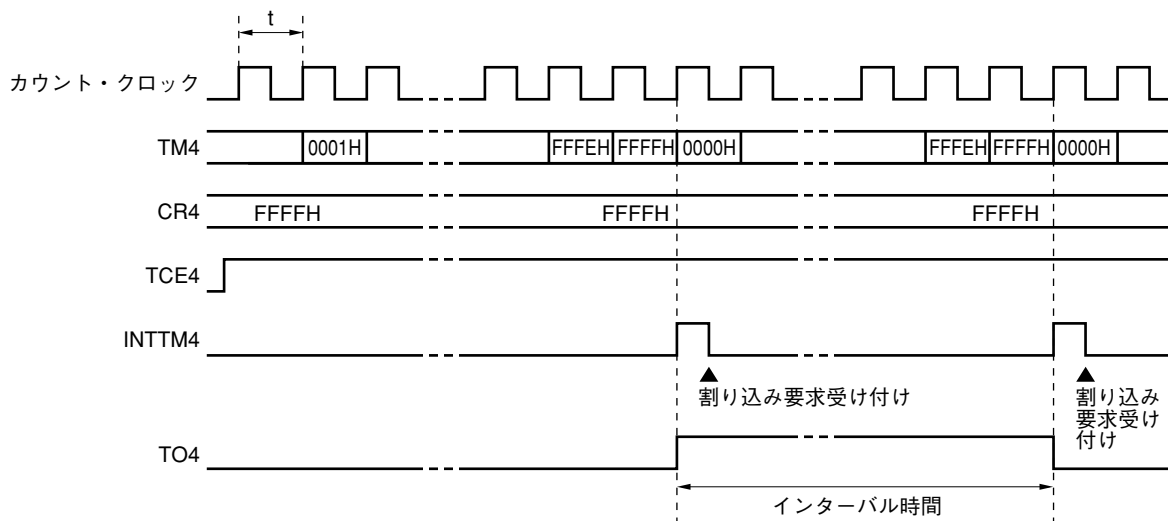 t
カウント・クロック
TM4 0001H FFFEH FFFFH 0000H FFFEH FFFFH 0000H
CR4 FFFFH FFFFH FFFFH
TCE4
INTTM4
割り込み要求受け付け
割り込み
要求受け
付け
TO4
インターバル時間